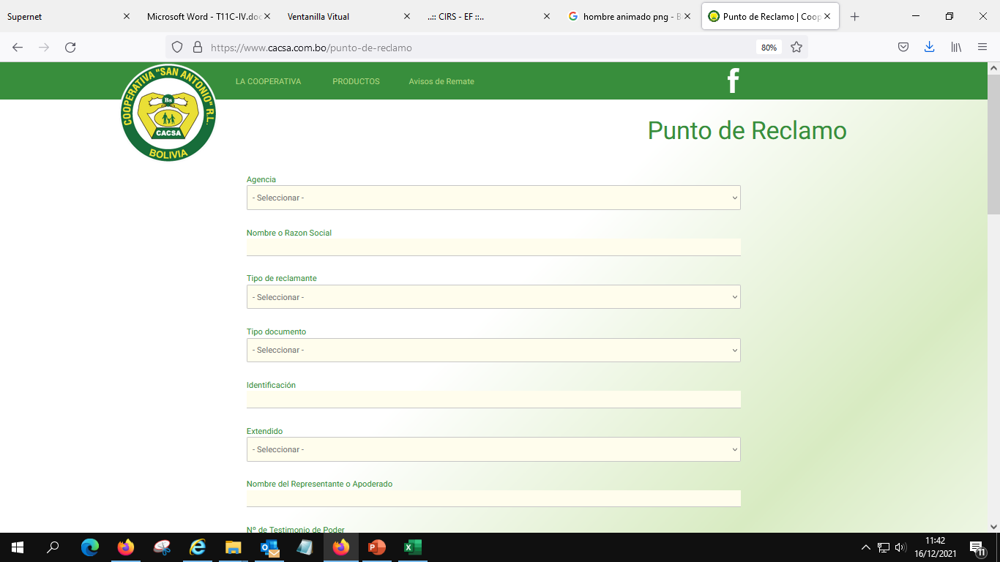 Supernet
Microsoft Word - T11C-IV.doc
Ventanilla Vitual
..:: CIRS - EF ::..
hombre animado png - B
Punto de Reclamo | Coop
https://www.cacsa.com.bo/punto-de-reclamo
80%
COOPERATIVA "SAN ANTONIO" R.L.
Bs
CACSA
BOLIVIA
LA COOPERATIVA
PRODUCTOS
Avisos de Remate
Punto de Reclamo
Agencia
- Seleccionar -
Nombre o Razon Social
Tipo de reclamante
- Seleccionar -
Tipo documento
- Seleccionar -
Identificación
Extendido
- Seleccionar -
Nombre del Representante o Apoderado
Nº de Testimonio de Poder
11:42
16/12/2021
11